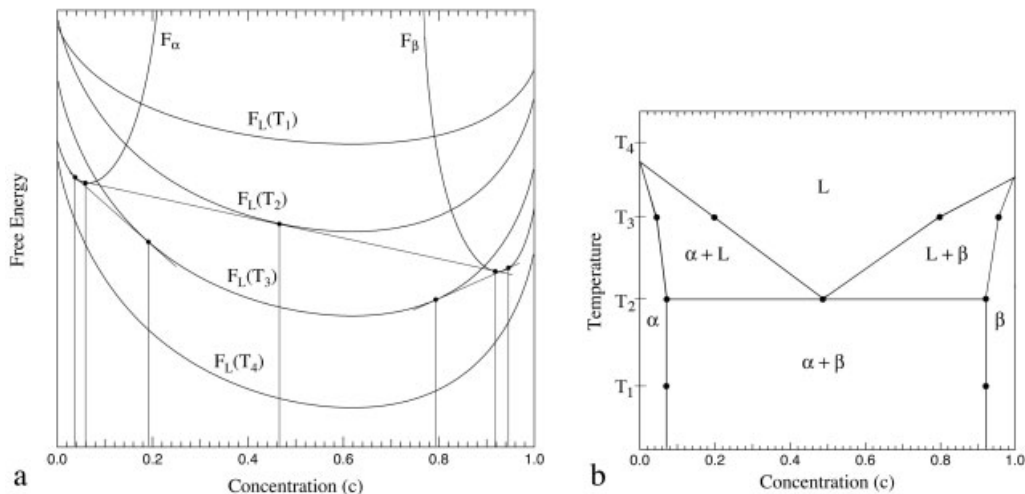 Fα
Fβ
FL(T1)
FL(T2)
FL(T3)
FL(T4)
Free Energy
0.0 0.2 0.4 0.6 0.8 1.0
Concentration (c)
a
T4
T3
T2
T1
Temperature
L
α + L
L + β
α
β
α + β
0.0 0.2 0.4 0.6 0.8 1.0
Concentration (c)
b